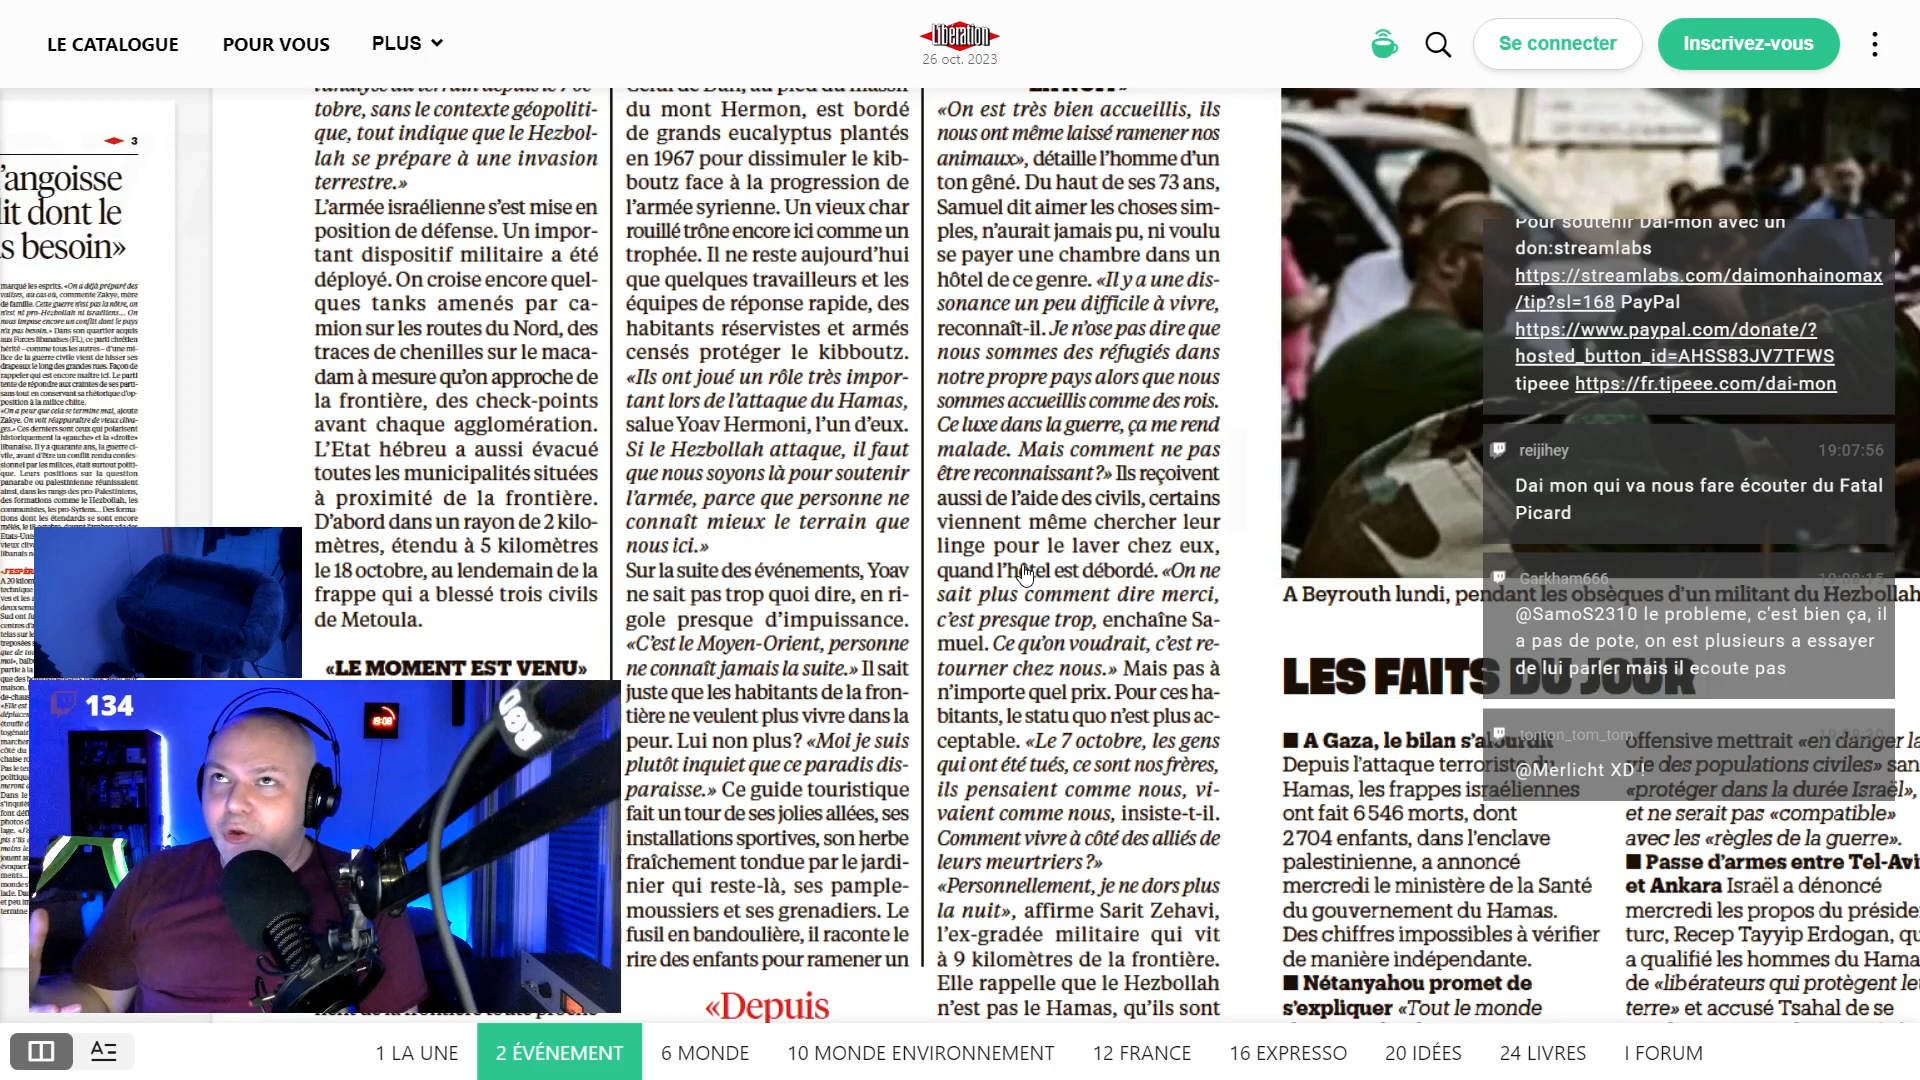 LE CATALOGUE
POUR VOUS
PLUS
Libération
26 oct. 2023
Se connecter
Inscrivez-vous
3
'angoisse
it dont le
s besoin»
tobre, sans le contexte géopoliti-
que, tout indique que le Hezbol-
lah se prépare à une invasion
terrestre.»
L'armée israélienne s'est mise en
position de défense. Un impor-
tant dispositif militaire a été
déployé. On croise encore quel-
ques tanks amenés par ca-
mion sur les routes du Nord, des
traces de chenilles sur le maca-
dam à mesure qu'on approche de
la frontière, des check-points
avant chaque agglomération.
L'Etat hébreu a aussi évacué
toutes les municipalités situées
à proximité de la frontière.
D'abord dans un rayon de 2 kilo-
mètres, étendu à 5 kilomètres
le 18 octobre, au lendemain de la
frappe qui a blessé trois civils
de Metoula.
«LE MOMENT EST VENU»
du mont Hermon, est bordé
de grands eucalyptus plantés
en 1967 pour dissimuler le kib-
boutz face à la progression de
l'armée syrienne. Un vieux char
rouillé trône encore ici comme un
trophée. Il ne reste aujourd'hui
que quelques travailleurs et les
équipes de réponse rapide, des
habitants réservistes et armés
censés protéger le kibboutz.
«Ils ont joué un rôle très impor-
tant lors de l'attaque du Hamas,
salue Yoav Hermoni, l'un d'eux.
Si le Hezbollah attaque, il faut
que nous soyons là pour soutenir
l'armée, parce que personne ne
connaît mieux le terrain que
nous ici.»
Sur la suite des événements, Yoav
ne sait pas trop quoi dire, en ri-
gole presque d'impuissance.
«C'est le Moyen-Orient, personne
ne connaît jamais la suite.» Il sait
juste que les habitants de la fron-
tière ne veulent plus vivre dans la
peur. Lui non plus? «Moi je suis
plutôt inquiet que ce paradis dis-
paraisse.» Ce guide touristique
fait un tour de ses jolies allées, ses
installations sportives, son herbe
fraîchement tondue par le jardi-
nier qui reste-là, ses pample-
moussiers et ses grenadiers. Le
fusil en bandoulière, il raconte le
rire des enfants pour ramener un
«Depuis
«On est très bien accueillis, ils
nous ont même laissé ramener nos
animaux», détaille l'homme d'un
ton gêné. Du haut de ses 73 ans,
Samuel dit aimer les choses sim-
ples, n'aurait jamais pu, ni voulu
se payer une chambre dans un
hôtel de ce genre. «Il y a une dis-
sonance un peu difficile à vivre,
reconnaît-il. Je n'ose pas dire que
nous sommes des réfugiés dans
notre propre pays alors que nous
sommes accueillis comme des rois.
Ce luxe dans la guerre, ça me rend
malade. Mais comment ne pas
être reconnaissant?» Ils reçoivent
aussi de l'aide des civils, certains
viennent même chercher leur
linge pour le laver chez eux,
quand l'hôtel est débordé. «On ne
sait plus comment dire merci,
c'est presque trop, enchaîne Sa-
muel. Ce qu'on voudrait, c'est re-
tourner chez nous.» Mais pas à
n'importe quel prix. Pour ces ha-
bitants, le statu quo n'est plus ac-
ceptable. «Le 7 octobre, les gens
qui ont été tués, ce sont nos frères,
ils pensaient comme nous, vi-
vaient comme nous, insiste-t-il.
Comment vivre à côté des alliés de
leurs meurtriers?»
«Personnellement, je ne dors plus
la nuit», affirme Sarit Zehavi,
l'ex-gradée militaire qui vit
à 9 kilomètres de la frontière.
Elle rappelle que le Hezbollah
n'est pas le Hamas, qu'ils sont
A Beyrouth lundi, pendant les obsèques d'un militant du Hezbollah
LES FAITS DU JOUR
■ A Gaza, le bilan s'alourdit
Depuis l'attaque terroriste du
Hamas, les frappes israéliennes
ont fait 6546 morts, dont
2704 enfants, dans l'enclave
palestinienne, a annoncé
mercredi le ministère de la Santé
du gouvernement du Hamas.
Des chiffres impossibles à vérifier
de manière indépendante.
■ Nétanyahou promet de
s'expliquer «Tout le monde
offensive mettrait «en danger la
vie des populations civiles» san
«protéger dans la durée Israël»,
et ne serait pas «compatible»
avec les «règles de la guerre».
■ Passe d'armes entre Tel-Avi
et Ankara Israël a dénoncé
mercredi les propos du préside
turc, Recep Tayyip Erdogan, qu
a qualifié les hommes du Hama
de «libérateurs qui protègent leu
terre» et accusé Tsahal de se
Pour soutenir Dai-mon avec un
don:streamlabs
https://streamlabs.com/daimonhainomax
/tip?sl=168 PayPal
https://www.paypal.com/donate/?
hosted_button_id=AHSS83JV7TFWS
tipeee https://fr.tipeee.com/dai-mon
reijihey 19:07:56
Dai mon qui va nous fare écouter du Fatal
Picard
Garkham666 19:08:15
@SamoS2310 le probleme, c'est bien ça, il
a pas de pote, on est plusieurs a essayer
de lui parler mais il ecoute pas
tonton_tom_tom
@Merlicht XD !
134
19:08
1 LA UNE
2 ÉVÉNEMENT
6 MONDE
10 MONDE ENVIRONNEMENT
12 FRANCE
16 EXPRESSO
20 IDÉES
24 LIVRES
I FORUM